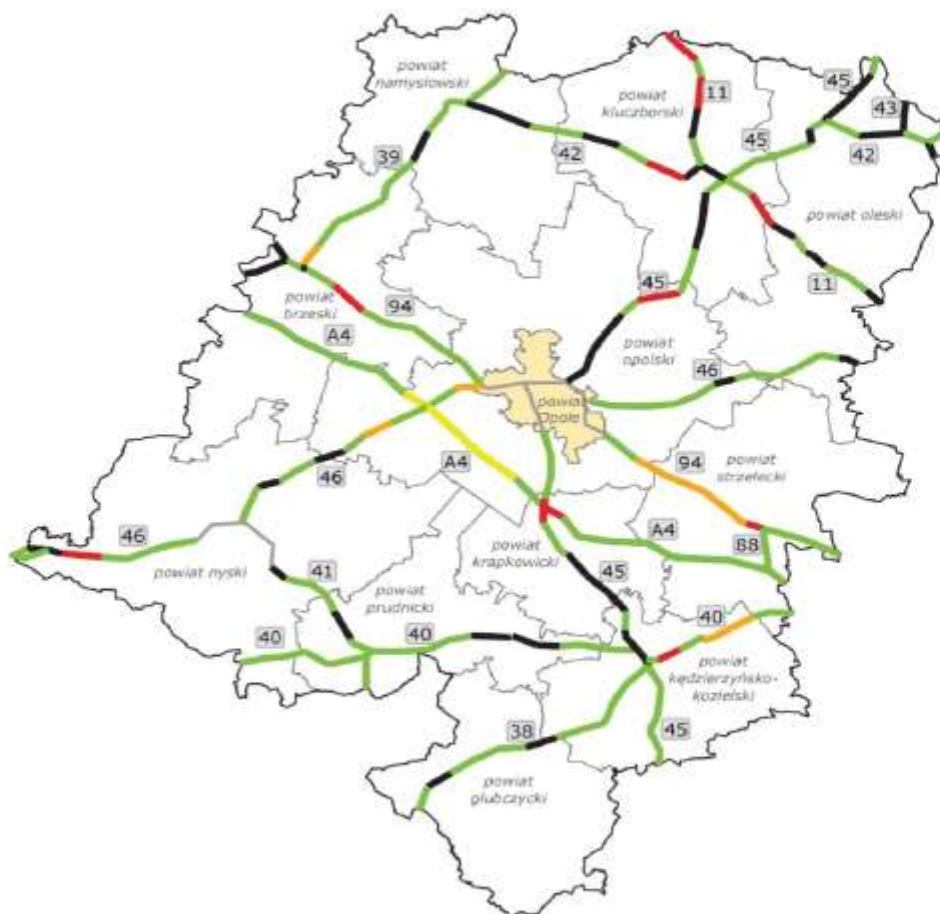 powiat
namysłowski
45
11
powiat
kluczborski
43
45
42
39
42
powiat oleski
11
45
powiat
brzeski
94
A4
powiat
opolski
46
powiat
Opole
94
powiat
strzelecki
46
A4
A4
88
46
powiat
krapkowicki
powiat nyski
41
45
powiat
prudnicki
40
40
40
powiat
kędzierzyńsko-
kozielski
38
45
powiat
głubczycki